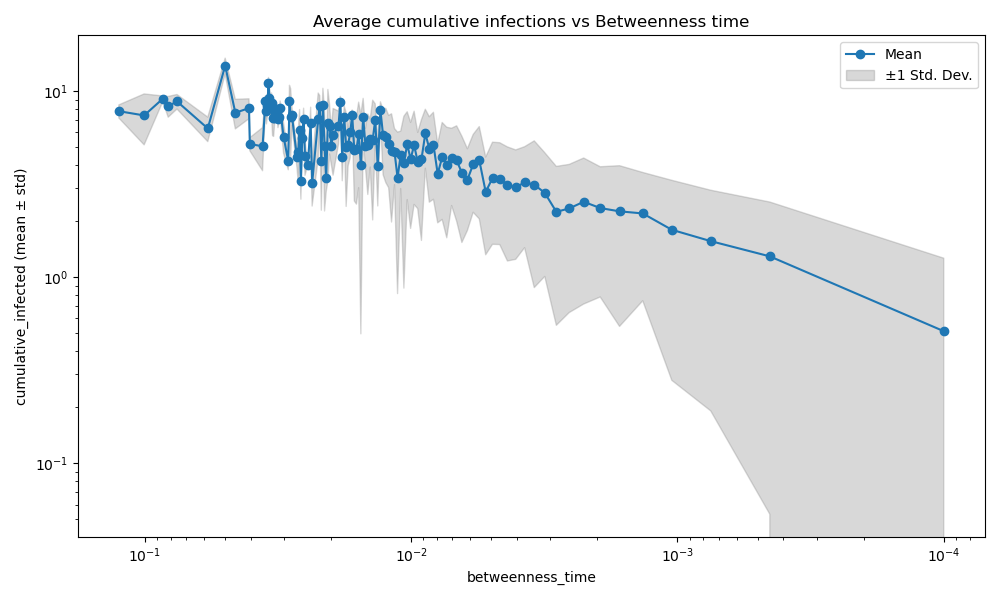 Average cumulative infections vs Betweenness time
Mean
±1 Std. Dev.
cumulative_infected (mean ± std)
10¹
10⁰
10⁻¹
10⁻¹
10⁻²
10⁻³
10⁻⁴
betweenness_time